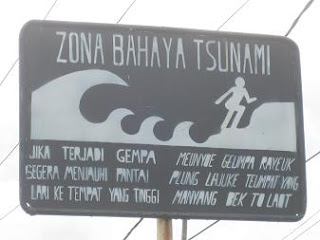 ZONA BAHAYA TSUNAMI
JIKA TERJADI GEMPA
SEGERA MENJAUHI PANTAI
LARI KE TEMPAT YANG TINGGI
MEUNYOE GEUMPA RAYEUK
PLUNG LAJUKE TEUMPAT YANG
MANYANG BEK TO LAOT